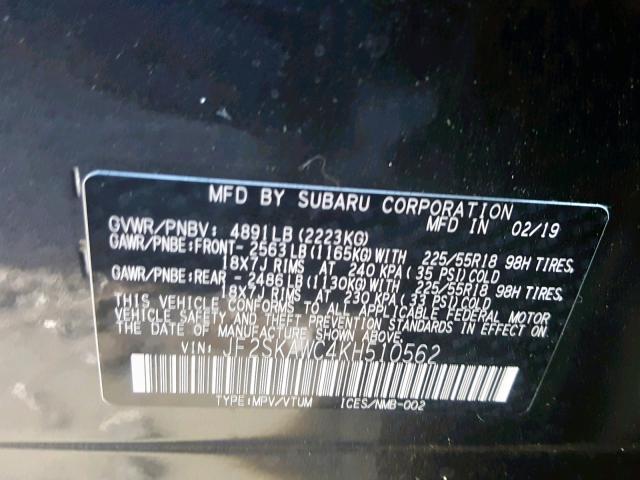 MFD BY SUBARU CORPORATION
MFD IN 02/19
GVWR/PNBV: 4891LB(2223KG)
GAWR/PNBE:FRONT- 2563LB(1165KG)WITH 225/55R18 98H TIRES,
18X7J RIMS AT 240 KPA(35 PSI)COLD
GAWR/PNBE:REAR - 2486LB(1130KG)WITH 225/55R18 98H TIRES,
18X7J RIMS AT 230 KPA(33 PSI)COLD
THIS VEHICLE CONFORMS TO ALL APPLICABLE FEDERAL MOTOR
VEHICLE SAFETY AND BUMPER STANDARDS IN EFFECT
ON THE DATE OF MANUFACTURE SHOWN ABOVE.
VIN: JF2SKAWC4KH510562
TYPE:MPV/VTUM ICES/NMB-002